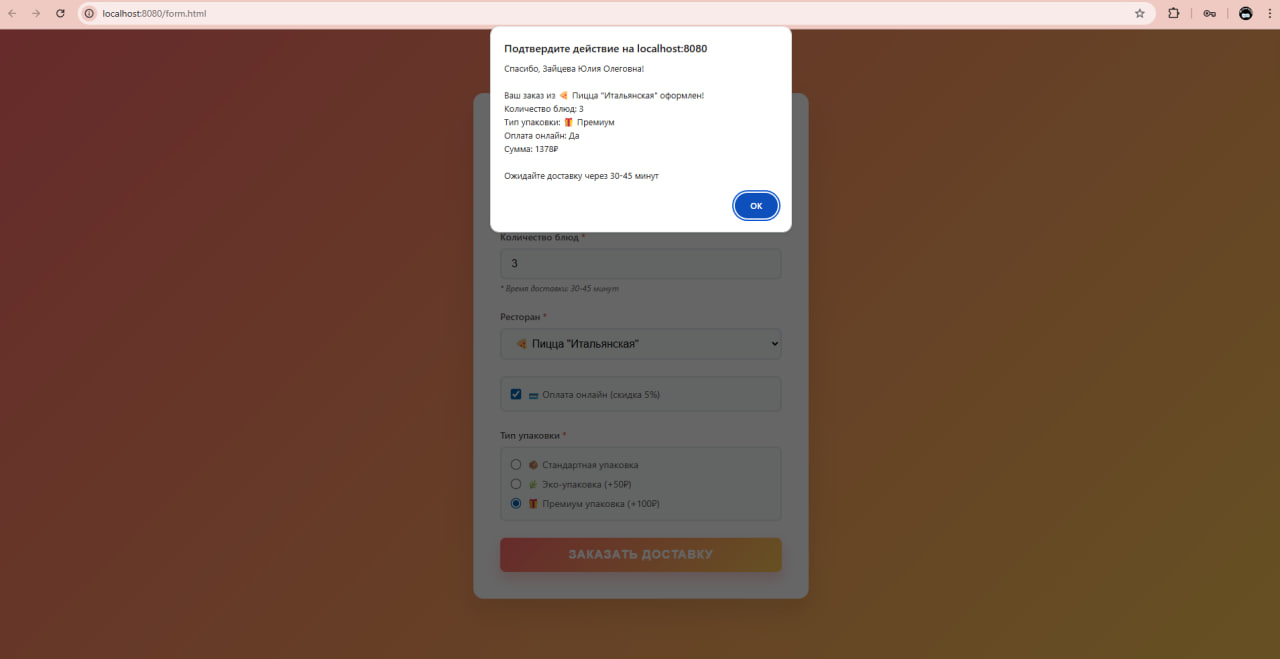 localhost:8080/form.html
Подтвердите действие на localhost:8080
Спасибо, Зайцева Юлия Олеговна!
Ваш заказ из 🍕 Пицца "Итальянская" оформлен!
Количество блюд: 3
Тип упаковки: 🎁 Премиум
Оплата онлайн: Да
Сумма: 1378₽
Ожидайте доставку через 30-45 минут
ОК
Количество блюд *
3
* Время доставки: 30-45 минут
Ресторан *
🍕 Пицца "Итальянская"
💳 Оплата онлайн (скидка 5%)
Тип упаковки *
📦 Стандартная упаковка
🌿 Эко-упаковка (+50₽)
🎁 Премиум упаковка (+100₽)
ЗАКАЗАТЬ ДОСТАВКУ